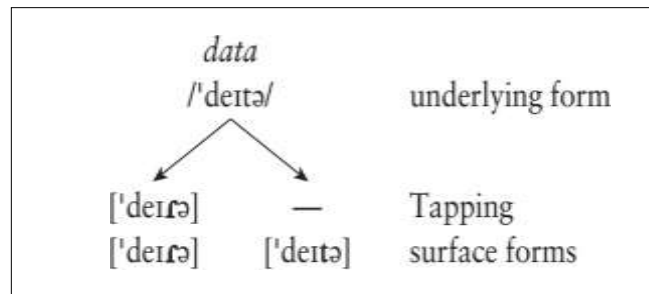 data
/ˈdeɪtə/ underlying form
[ˈdeɪɾə] — Tapping
[ˈdeɪɾə] [ˈdeɪtə] surface forms